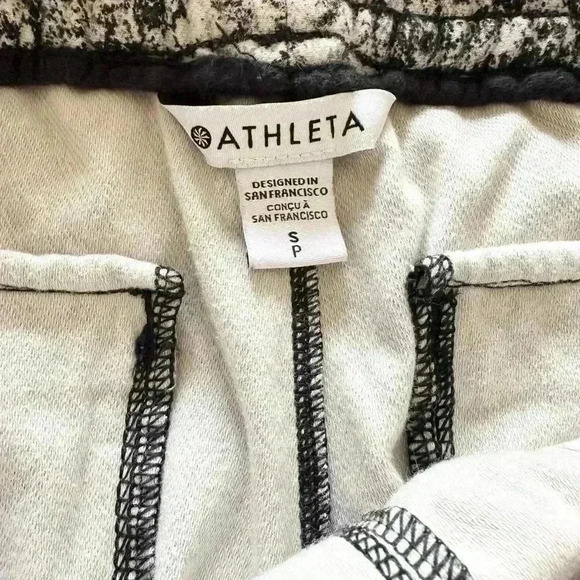 ATHLETA
DESIGNED IN
SAN FRANCISCO
CONÇU À
SAN FRANCISCO
S
P